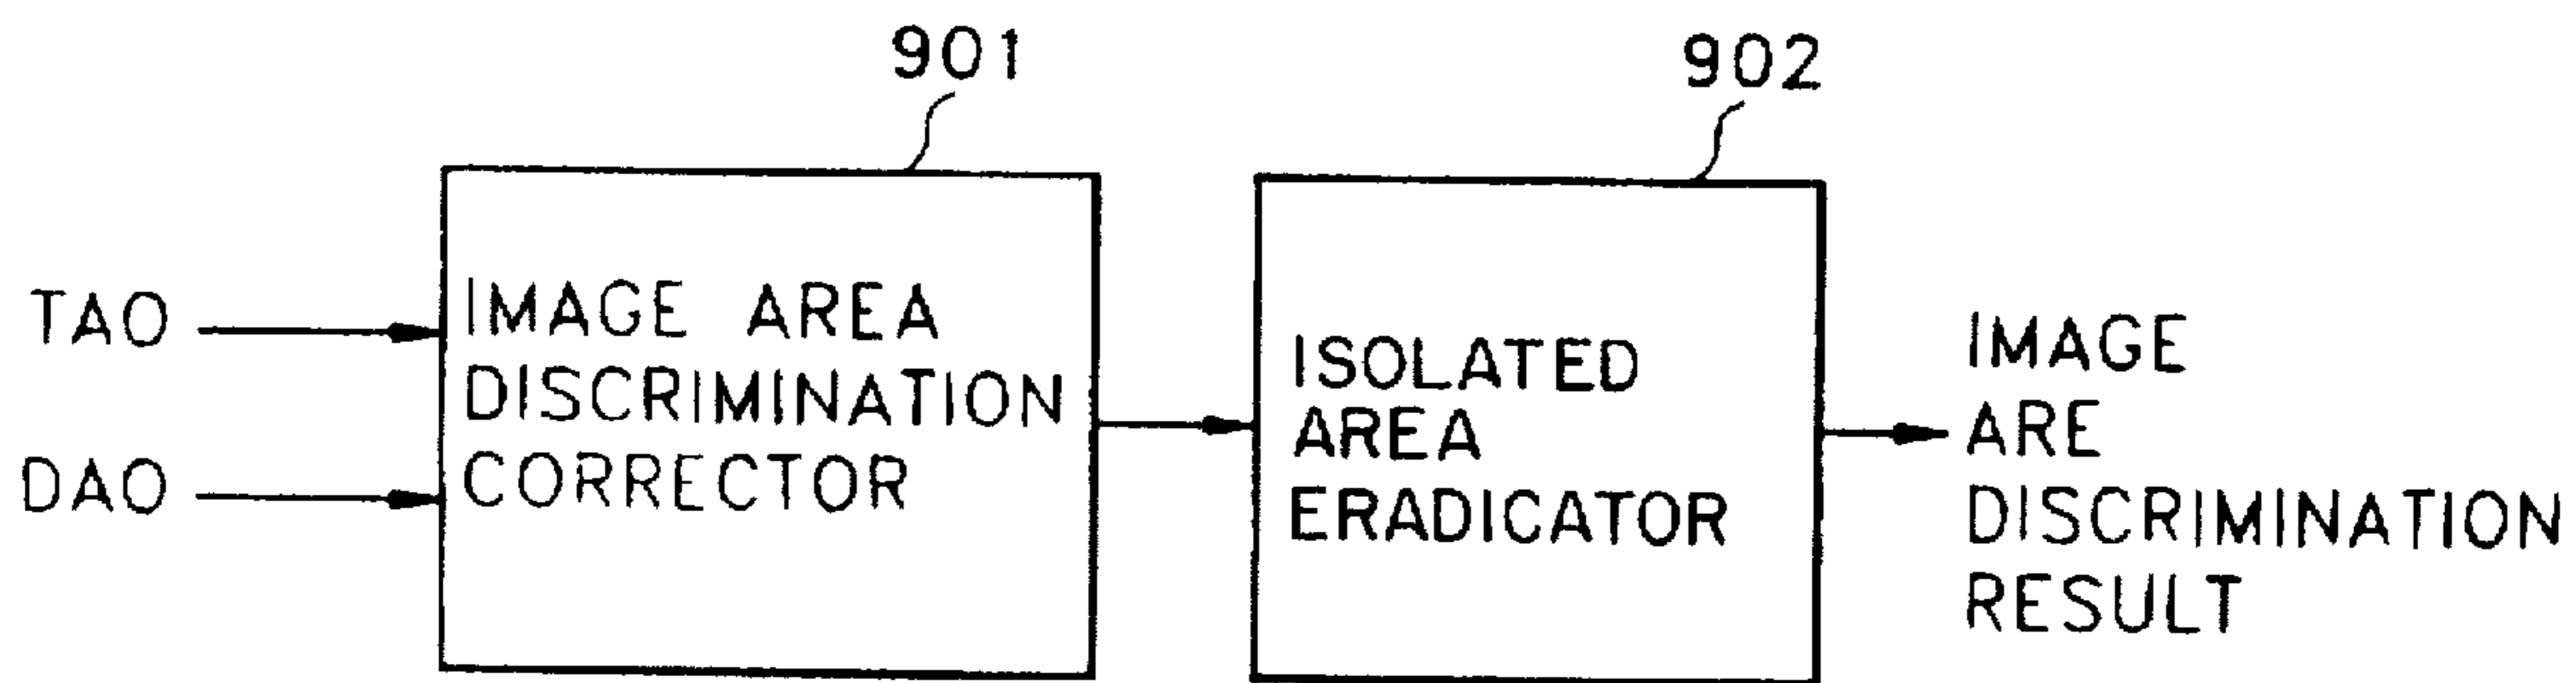 901
902
TAO
DAO
IMAGE AREA
DISCRIMINATION
CORRECTOR
ISOLATED
AREA
ERADICATOR
IMAGE
ARE
DISCRIMINATION
RESULT